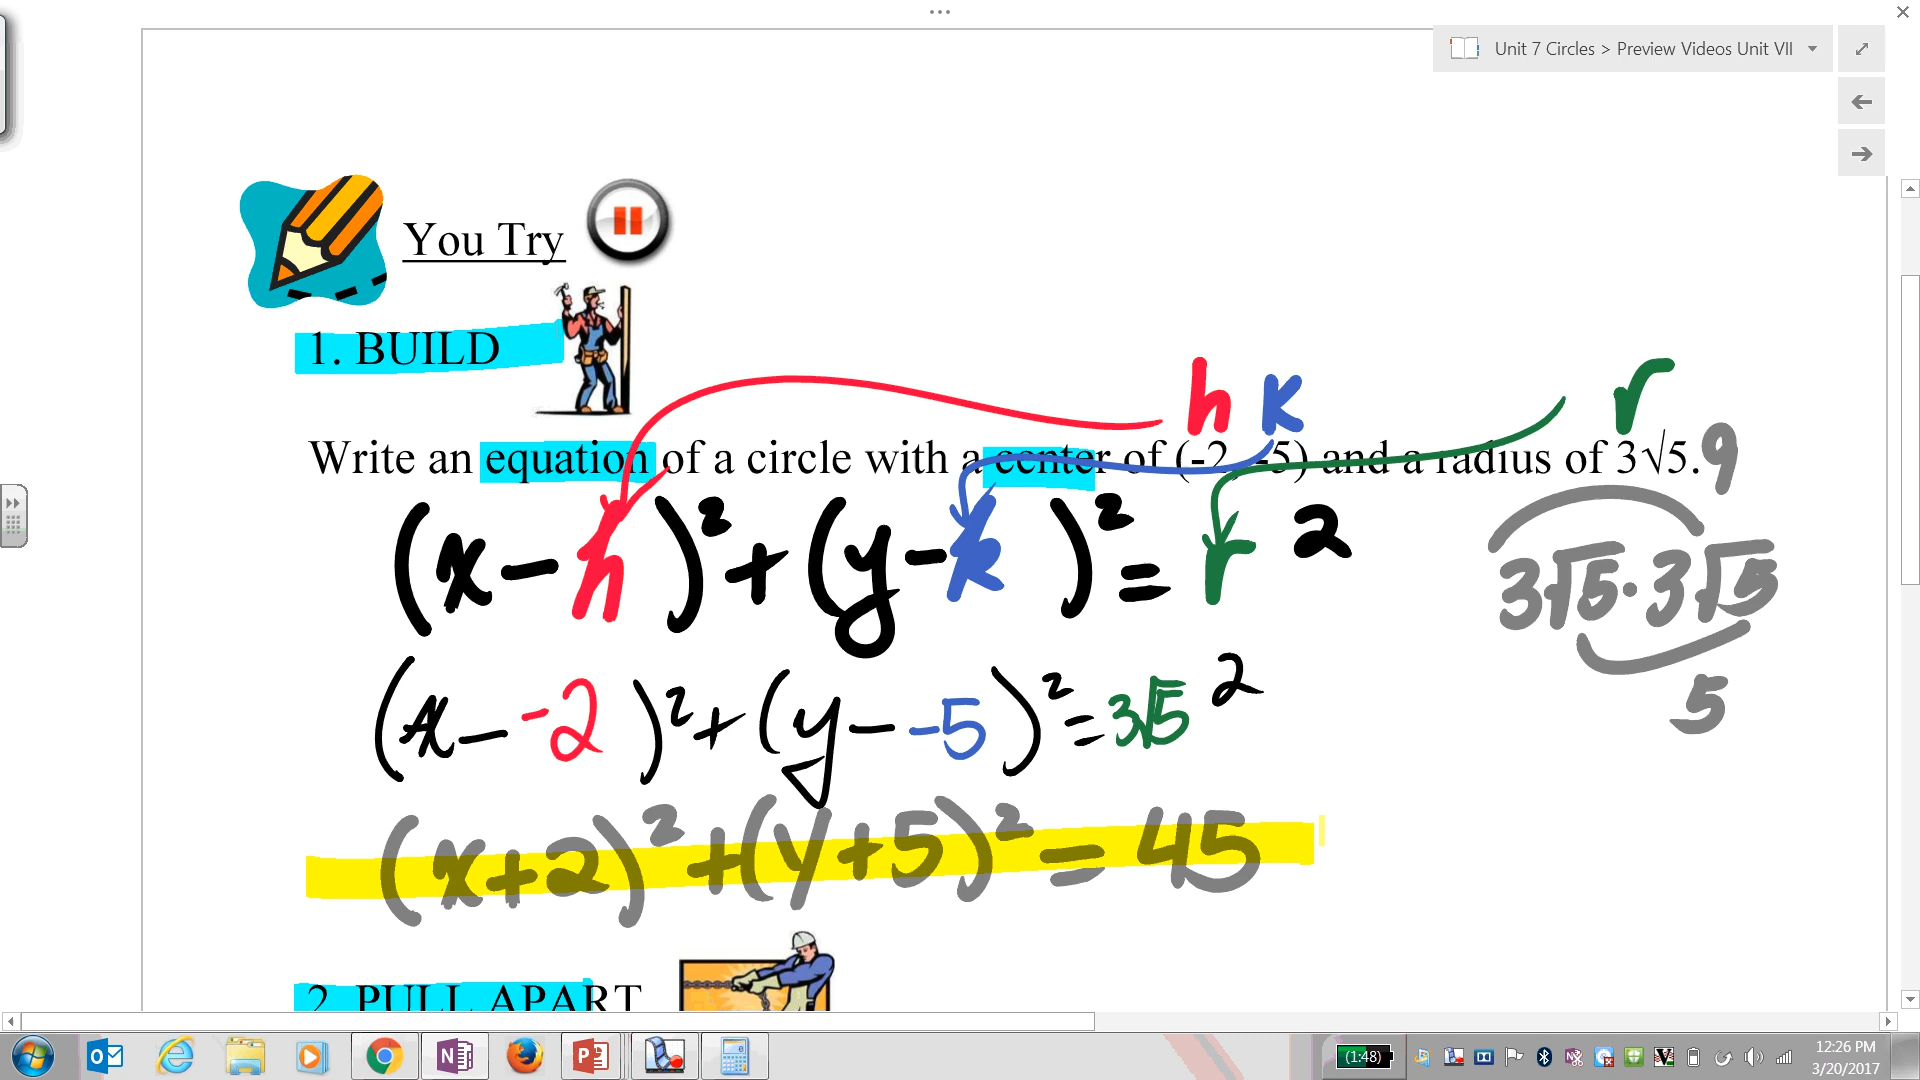 Unit 7 Circles > Preview Videos Unit VII
You Try
1. BUILD
h k r
Write an equation of a circle with a center of (-2, -5) and a radius of 3√5.
9
(x-h)²+(y-k)²=r²
3√5·3√5
5
(x--2)²+(y--5)²=3√5²
(x+2)²+(y+5)²=45
2. PULL APART
(1:48)
12:26 PM
3/20/2017